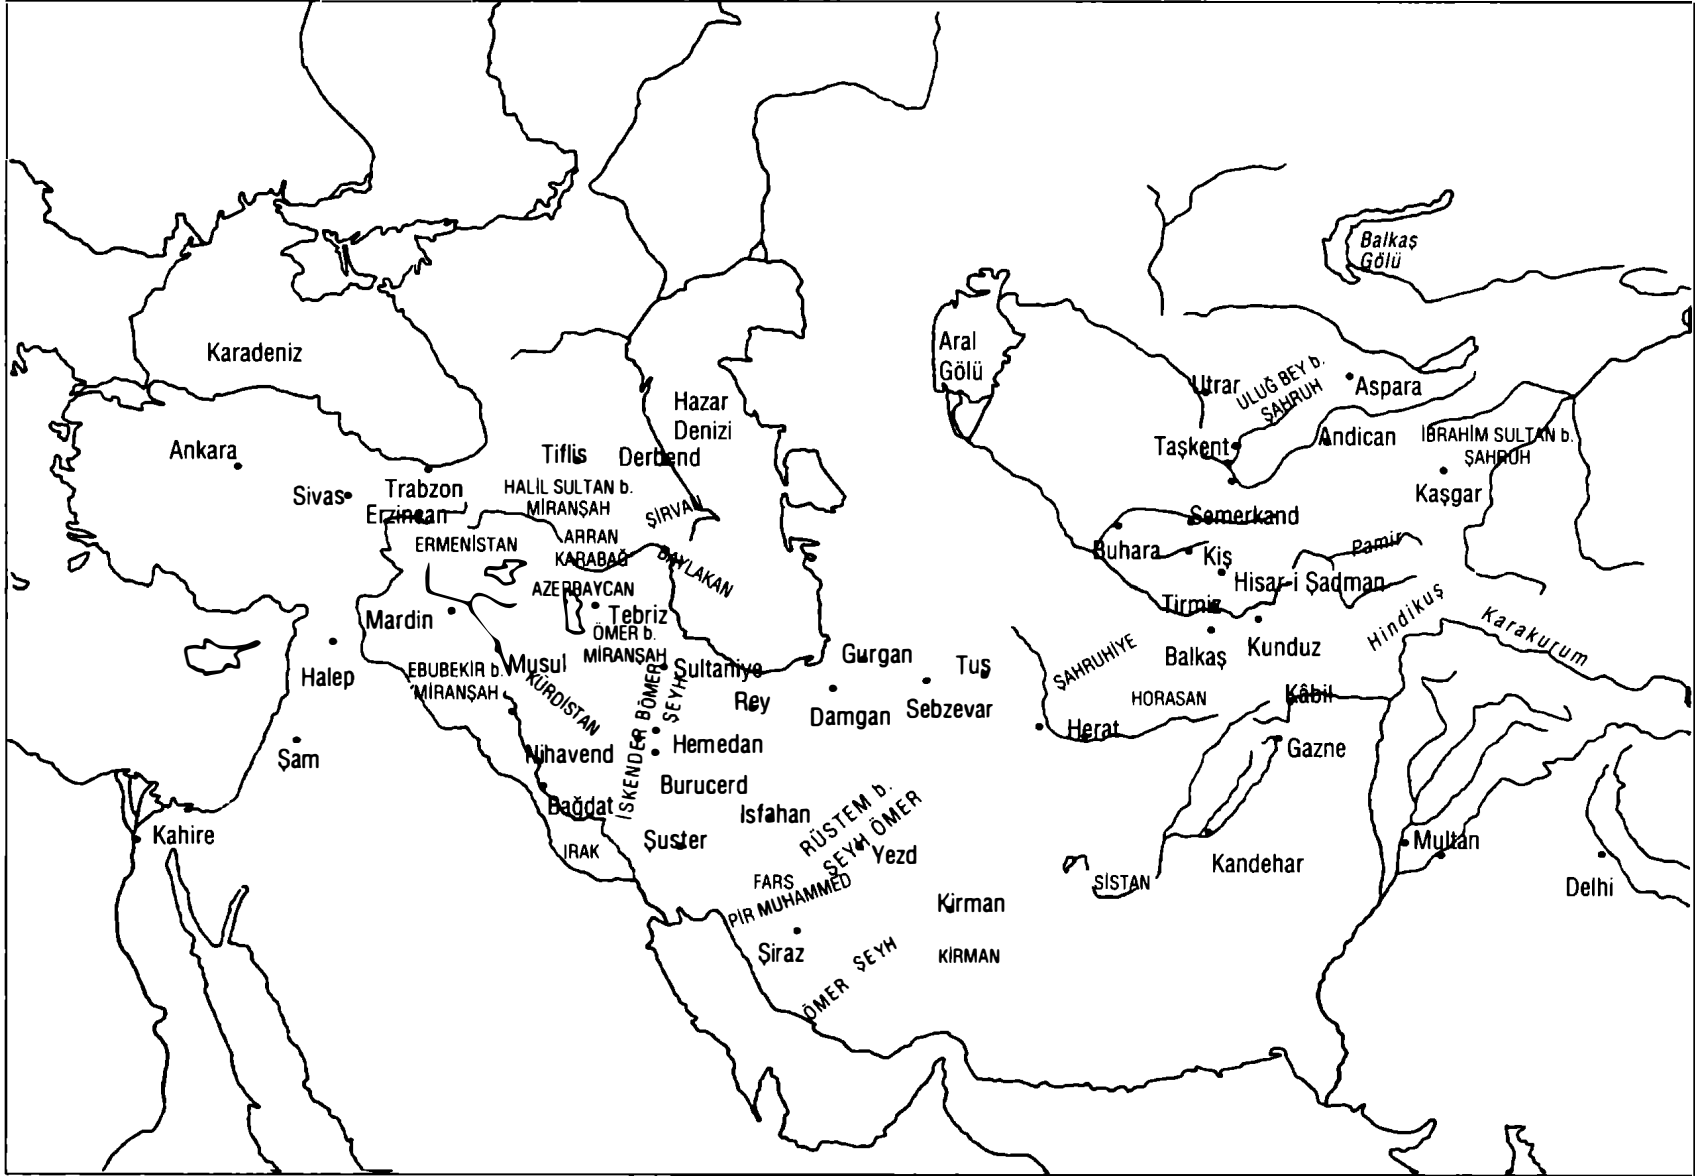 Balkaş
Gölü
Karadeniz
Aral
Gölü
Hazar
Denizi
Utrar
ULUĞ BEY b.
ŞAHRUH
Aspara
Ankara
Tiflis
Derbend
Taşkent
Andican
İBRAHİM SULTAN b.
ŞAHRUH
Kaşgar
Sivas
Trabzon
Erzincan
HALİL SULTAN b.
MİRANŞAH
ŞİRVAN
Semerkand
ERMENİSTAN
ARRAN
KARABAĞ
BAYLAKAN
Buhara
Kiş
Pamir
AZERBAYCAN
Hisar-i Şadman
Mardin
Tebriz
Tirmiz
Hindikuş
Karakurum
ÖMER b.
MİRANŞAH
Kunduz
Balkaş
Halep
EBUBEKİR b.
MİRANŞAH
Musul
KÜRDİSTAN
Sultaniye
Gurgan
Tus
ŞAHRUHİYE
HORASAN
Kâbil
Rey
Damgan
Sebzevar
Herat
Gazne
Şam
Nihavend
İSKENDER B ÖMER
ŞEYH
Hemedan
Burucerd
Bağdat
Isfahan
RÜSTEM b.
ŞEYH ÖMER
Kahire
IRAK
Şuster
Yezd
Multan
Kandehar
SİSTAN
Delhi
FARS
PİR MUHAMMED
Kirman
Şiraz
ÖMER ŞEYH
KİRMAN